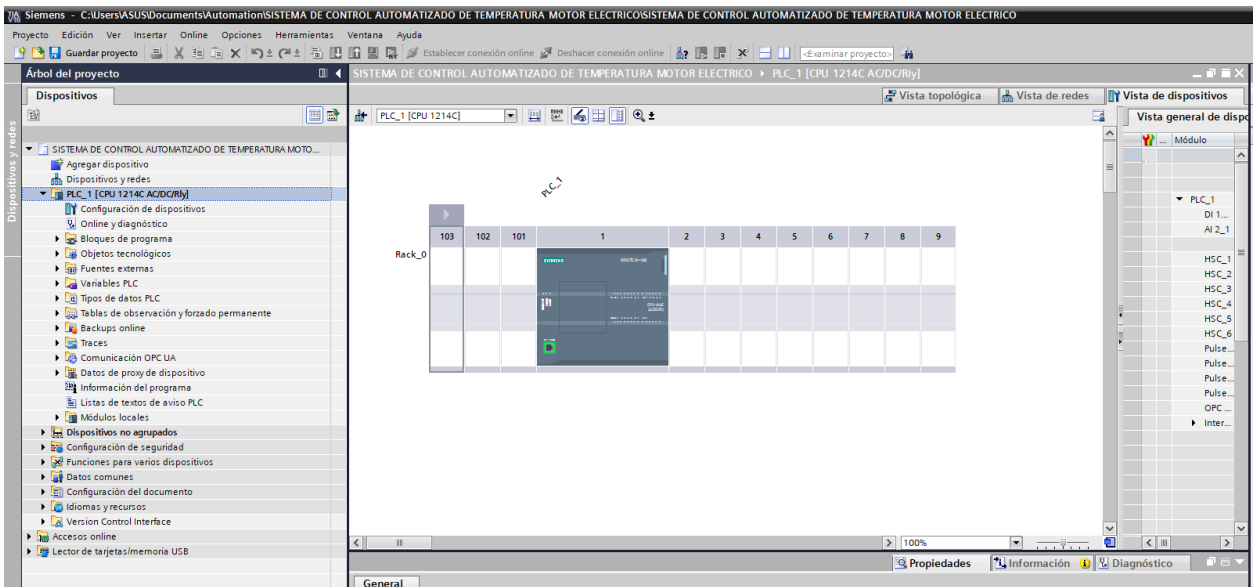 Siemens - C:\Users\ASUS\Documents\Automation\SISTEMA DE CONTROL AUTOMATIZADO DE TEMPERATURA MOTOR ELECTRICO\SISTEMA DE CONTROL AUTOMATIZADO DE TEMPERATURA MOTOR ELECTRICO
Proyecto Edición Ver Insertar Online Opciones Herramientas Ventana Ayuda
Guardar proyecto Establecer conexión online Deshacer conexión online <Examinar proyecto>
Árbol del proyecto
SISTEMA DE CONTROL AUTOMATIZADO DE TEMPERATURA MOTOR ELECTRICO PLC_1 [CPU 1214C AC/DC/Rly]
Dispositivos
Vista topológica Vista de redes Vista de dispositivos
Dispositivos y redes
SISTEMA DE CONTROL AUTOMATIZADO DE TEMPERATURA MOTO...
Agregar dispositivo
Dispositivos y redes
PLC_1 [CPU 1214C AC/DC/Rly]
Configuración de dispositivos
Online y diagnóstico
Bloques de programa
Objetos tecnológicos
Fuentes externas
Variables PLC
Tipos de datos PLC
Tablas de observación y forzado permanente
Backups online
Traces
Comunicación OPC UA
Datos de proxy de dispositivo
Información del programa
Listas de textos de aviso PLC
Módulos locales
Dispositivos no agrupados
Configuración de seguridad
Funciones para varios dispositivos
Datos comunes
Configuración del documento
Idiomas y recursos
Version Control Interface
Accesos online
Lector de tarjetas/memoria USB
PLC_1 [CPU 1214C]
PLC_1
103 102 101 1 2 3 4 5 6 7 8 9
Rack_0
SIEMENS
100%
Vista general de dispo
... Módulo
PLC_1
DI 1...
AI 2_1
HSC_1
HSC_2
HSC_3
HSC_4
HSC_5
HSC_6
Pulse...
Pulse...
Pulse...
Pulse...
OPC ...
Inter...
Propiedades Información Diagnóstico
General